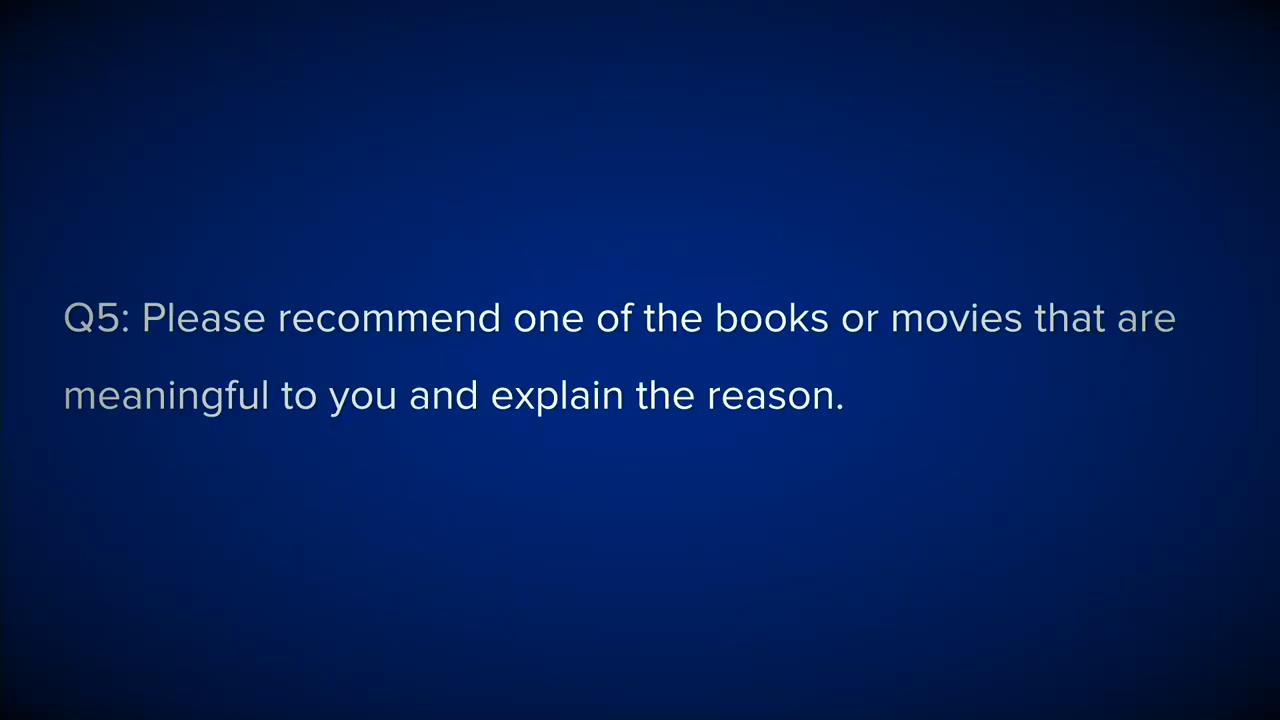 Q5: Please recommend one of the books or movies that are
meaningful to you and explain the reason.